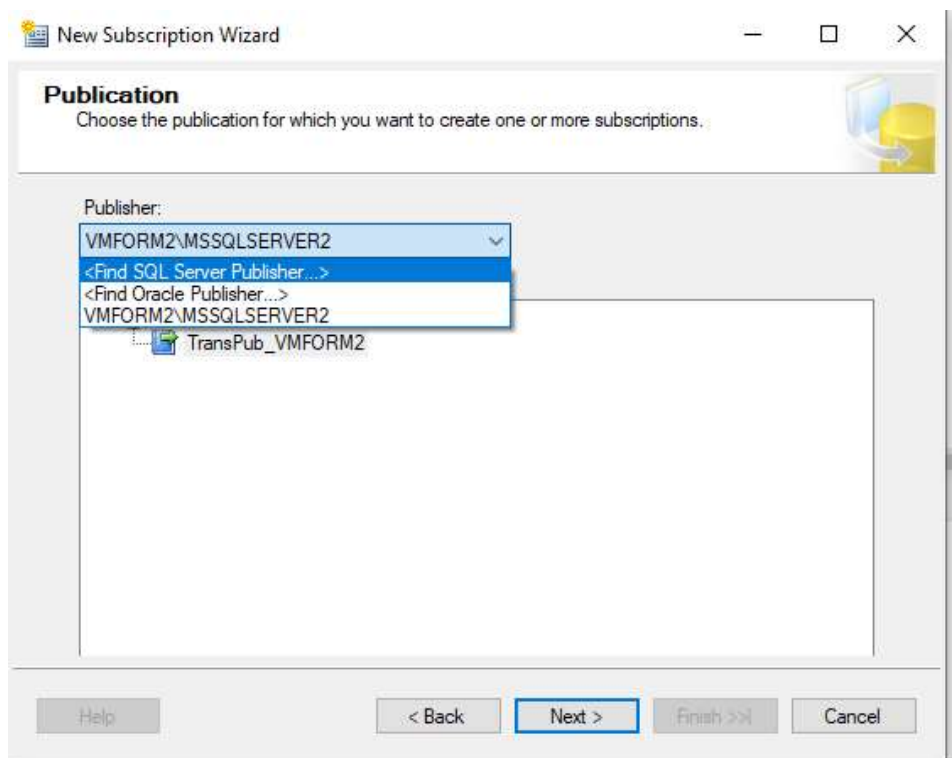 New Subscription Wizard
Publication
Choose the publication for which you want to create one or more subscriptions.
Publisher:
VMFORM2\MSSQLSERVER2
<Find SQL Server Publisher...>
<Find Oracle Publisher...>
VMFORM2\MSSQLSERVER2
TransPub_VMFORM2
Help
< Back
Next >
Finish >>|
Cancel